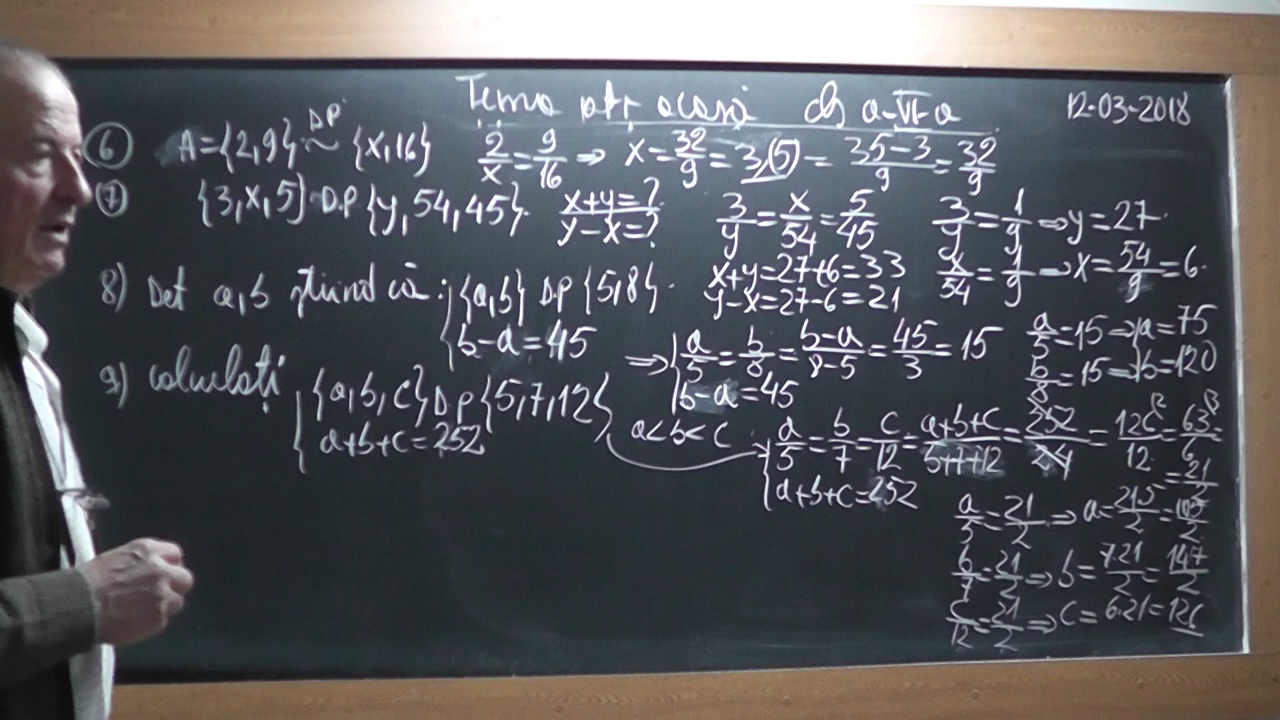 Tema ptr acasă cls a-VI-a 12-03-2018
6) A={2,9} ~ DP {x,16} 2/x=9/16 ⇒ x=32/9=3,(5)=35-3/9=32/9
7) {3,x,5} DP {y,54,45} x+y=? y-x=? 3/y=x/54=5/45 3/y=1/9 ⇒ y=27
x+y=27+6=33 x/54=1/9 ⇒ x=54/9=6
y-x=27-6=21
8) Det a,b știind că: {a,b} DP {5,8}
b-a=45 ⇒ a/5=b/8=b-a/8-5=45/3=15 a/5=15 ⇒ a=75
b-a=45 b/8=15 ⇒ b=120
9) calculați {a,b,c} DP {5,7,12} a<b<c a/5=b/7=c/12=a+b+c/5+7+12=252/24=126/12=63/6=
a+b+c=252 a+b+c=252 =21/2
a/5=21/2 ⇒ a=21·5/2=105/2
b/7=21/2 ⇒ b=7·21/2=147/2
c/12=21/2 ⇒ c=6·21=126